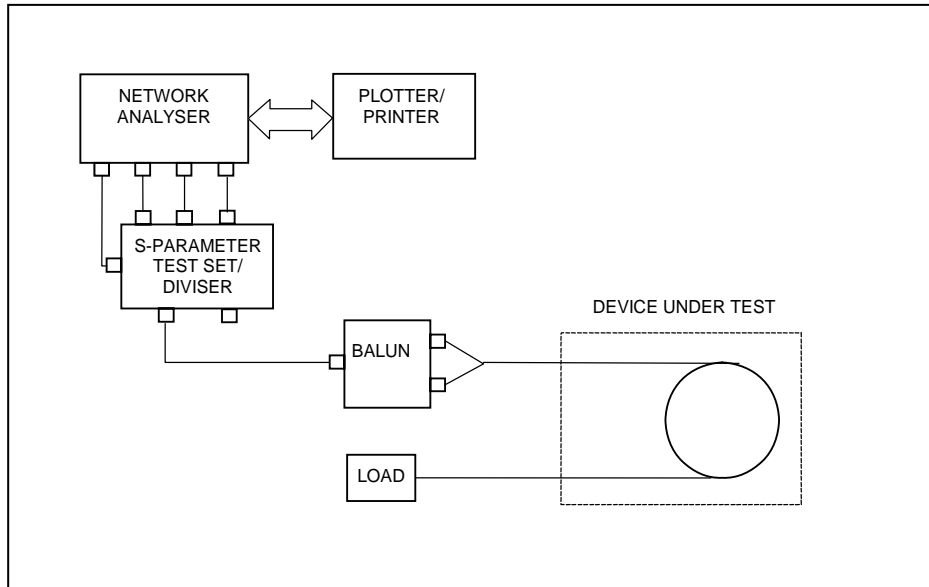 NETWORK
ANALYSER
PLOTTER/
PRINTER
S-PARAMETER
TEST SET/
DIVISER
DEVICE UNDER TEST
BALUN
LOAD